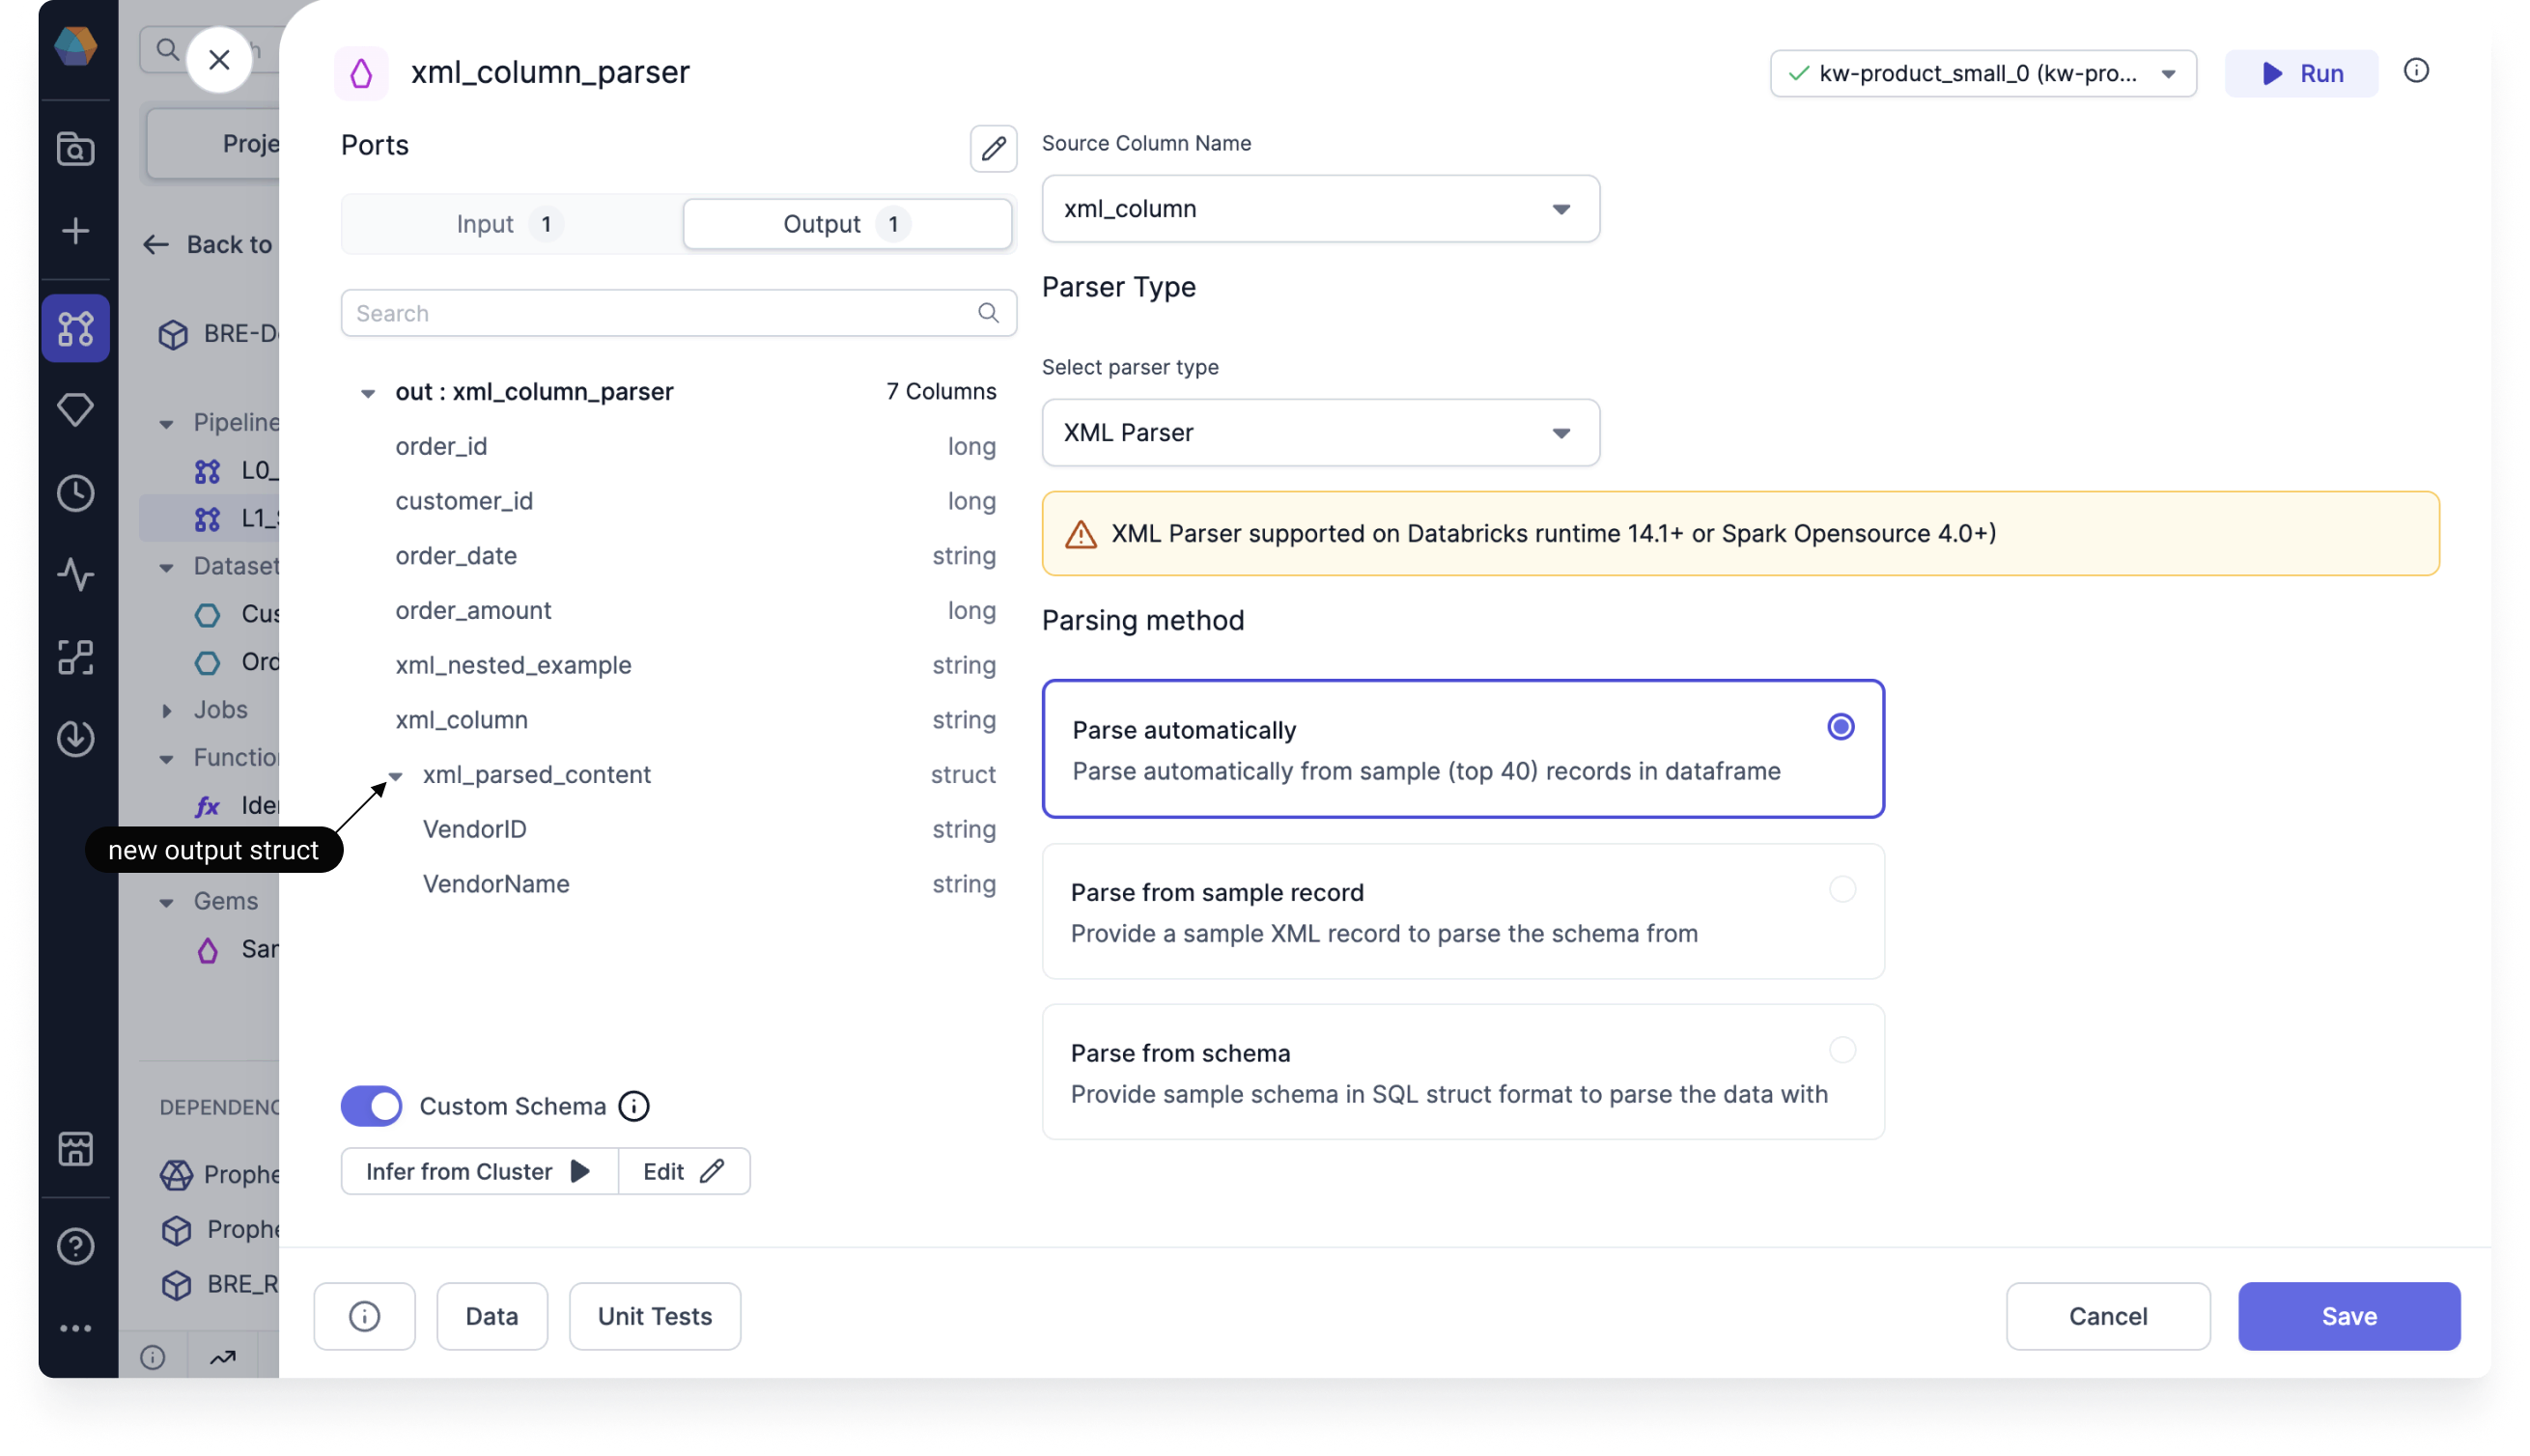 xml_column_parser
kw-product_small_0 (kw-pro...
Run
Proje
Back to
BRE-D
Pipeline
L0_
L1_
Dataset
Cus
Ord
Jobs
Function
fx Ider
new output struct
Gems
Sar
DEPENDENC
Prophe
Prophe
BRE_R
Ports
Input 1
Output 1
Search
out : xml_column_parser 7 Columns
order_id long
customer_id long
order_date string
order_amount long
xml_nested_example string
xml_column string
xml_parsed_content struct
VendorID string
VendorName string
Custom Schema
Infer from Cluster
Edit
Source Column Name
xml_column
Parser Type
Select parser type
XML Parser
XML Parser supported on Databricks runtime 14.1+ or Spark Opensource 4.0+)
Parsing method
Parse automatically
Parse automatically from sample (top 40) records in dataframe
Parse from sample record
Provide a sample XML record to parse the schema from
Parse from schema
Provide sample schema in SQL struct format to parse the data with
Data
Unit Tests
Cancel
Save